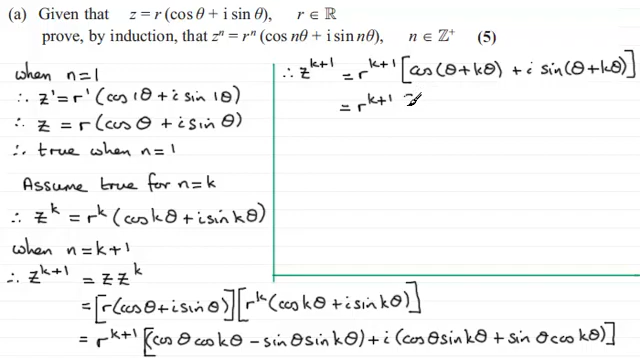 (a) Given that z = r (cos θ + i sin θ), r ∈ ℝ
prove, by induction, that zⁿ = rⁿ (cos nθ + i sin nθ), n ∈ ℤ⁺ (5)
when n=1
∴ z¹ = r¹ (cos 1θ + i sin 1θ)
∴ z = r (cos θ + i sin θ)
∴ true when n=1
Assume true for n=k
∴ zᵏ = rᵏ (cos kθ + i sin kθ)
when n=k+1
∴ zᵏ⁺¹ = z zᵏ
= [r(cos θ + i sin θ)][rᵏ (cos kθ + i sin kθ)]
= rᵏ⁺¹ [(cos θ cos kθ − sin θ sin kθ) + i (cos θ sin kθ + sin θ cos kθ)]
∴ zᵏ⁺¹ = rᵏ⁺¹ [cos (θ + kθ) + i sin (θ + kθ)]
= rᵏ⁺¹